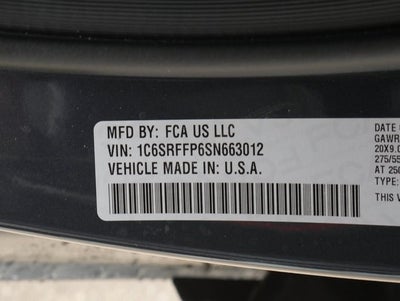 MFD BY: FCA US LLC
VIN: 1C6SRFFP6SN663012
VEHICLE MADE IN: U.S.A.
DATE
GAWR
20X9.0
275/55
AT 250
TYPE:
THIS V